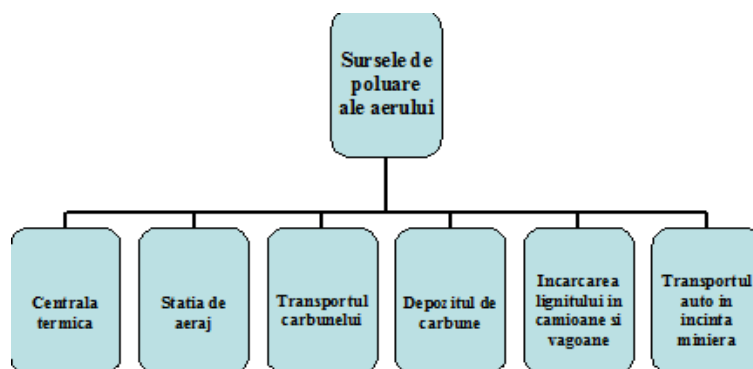 Sursele de
poluare
ale aerului
Centrala
termica
Statia de
aeraj
Transportul
carbunelui
Depozitul de
carbune
Incarcarea
lignitului in
camioane si
vagoane
Transportul
auto in
incinta
miniera